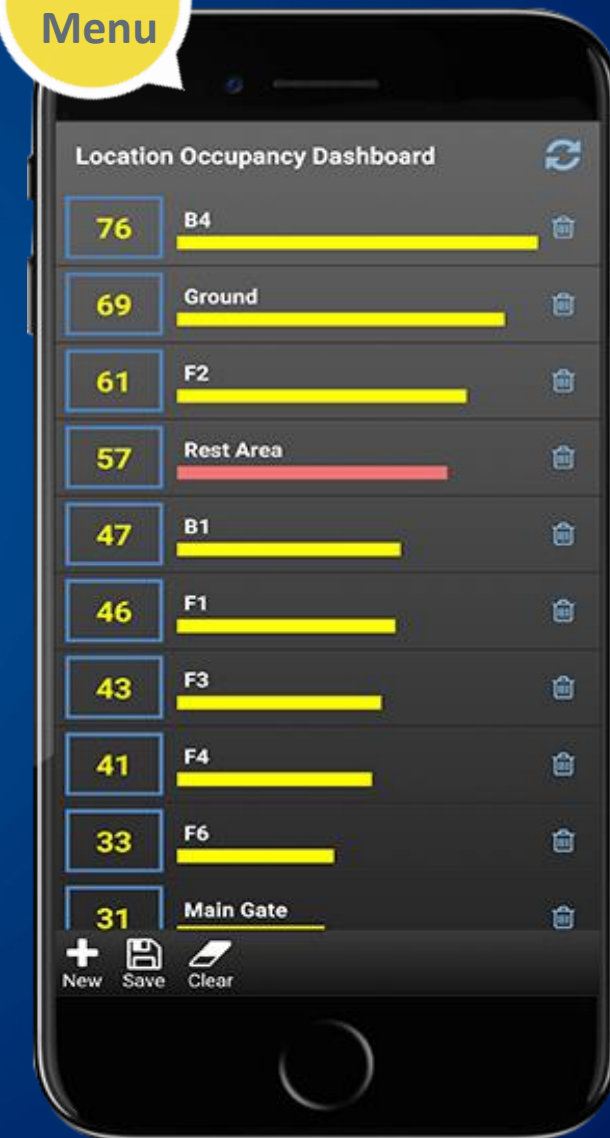 Menu
Location Occupancy Dashboard
76 B4
69 Ground
61 F2
57 Rest Area
47 B1
46 F1
43 F3
41 F4
33 F6
31 Main Gate
New Save Clear